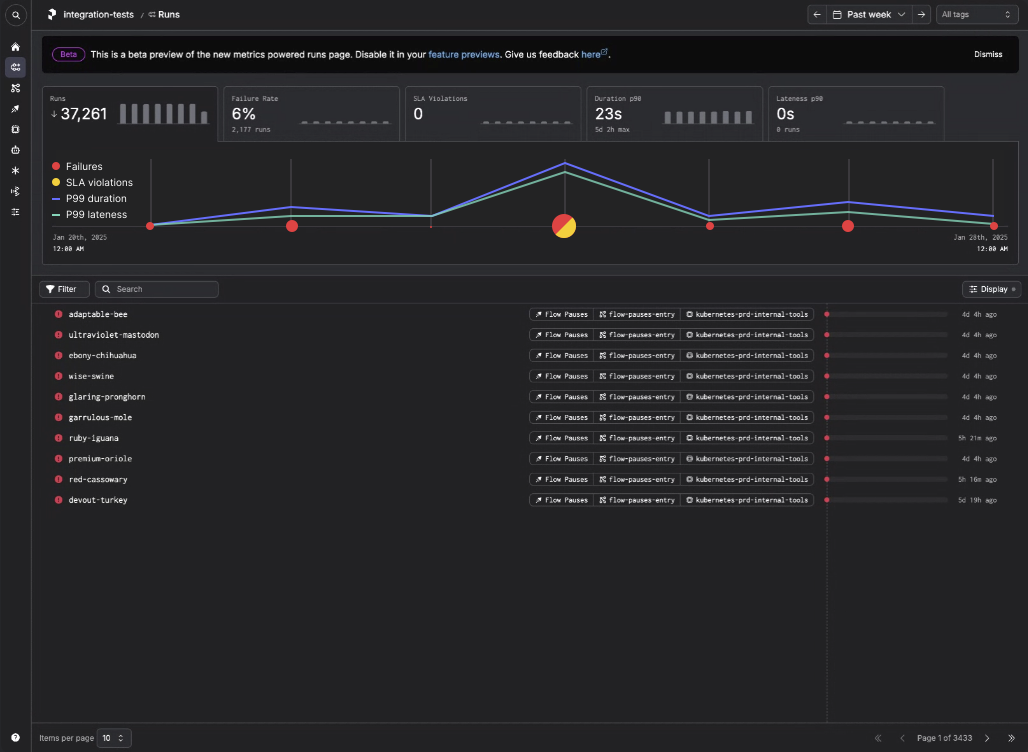 integration-tests / Runs
Past week
All tags
Beta This is a beta preview of the new metrics powered runs page. Disable it in your feature previews. Give us feedback here.
Dismiss
Runs
37,261
Failure Rate
6%
2,177 runs
SLA Violations
0
Duration p90
23s
5d 2h max
Lateness p90
0s
0 runs
Failures
SLA violations
P99 duration
P99 lateness
Jan 20th, 2025
12:00 AM
Jan 28th, 2025
12:00 AM
Filter
Search
Display
adaptable-bee Flow Pauses flow-pauses-entry kubernetes-prd-internal-tools 4d 4h ago
ultraviolet-mastodon Flow Pauses flow-pauses-entry kubernetes-prd-internal-tools 4d 4h ago
ebony-chihuahua Flow Pauses flow-pauses-entry kubernetes-prd-internal-tools 4d 4h ago
wise-swine Flow Pauses flow-pauses-entry kubernetes-prd-internal-tools 4d 4h ago
glaring-pronghorn Flow Pauses flow-pauses-entry kubernetes-prd-internal-tools 4d 4h ago
garrulous-mole Flow Pauses flow-pauses-entry kubernetes-prd-internal-tools 4d 4h ago
ruby-iguana Flow Pauses flow-pauses-entry kubernetes-prd-internal-tools 5h 21m ago
premium-oriole Flow Pauses flow-pauses-entry kubernetes-prd-internal-tools 4d 4h ago
red-cassowary Flow Pauses flow-pauses-entry kubernetes-prd-internal-tools 5h 16m ago
devout-turkey Flow Pauses flow-pauses-entry kubernetes-prd-internal-tools 5d 19h ago
Items per page 10
Page 1 of 3433